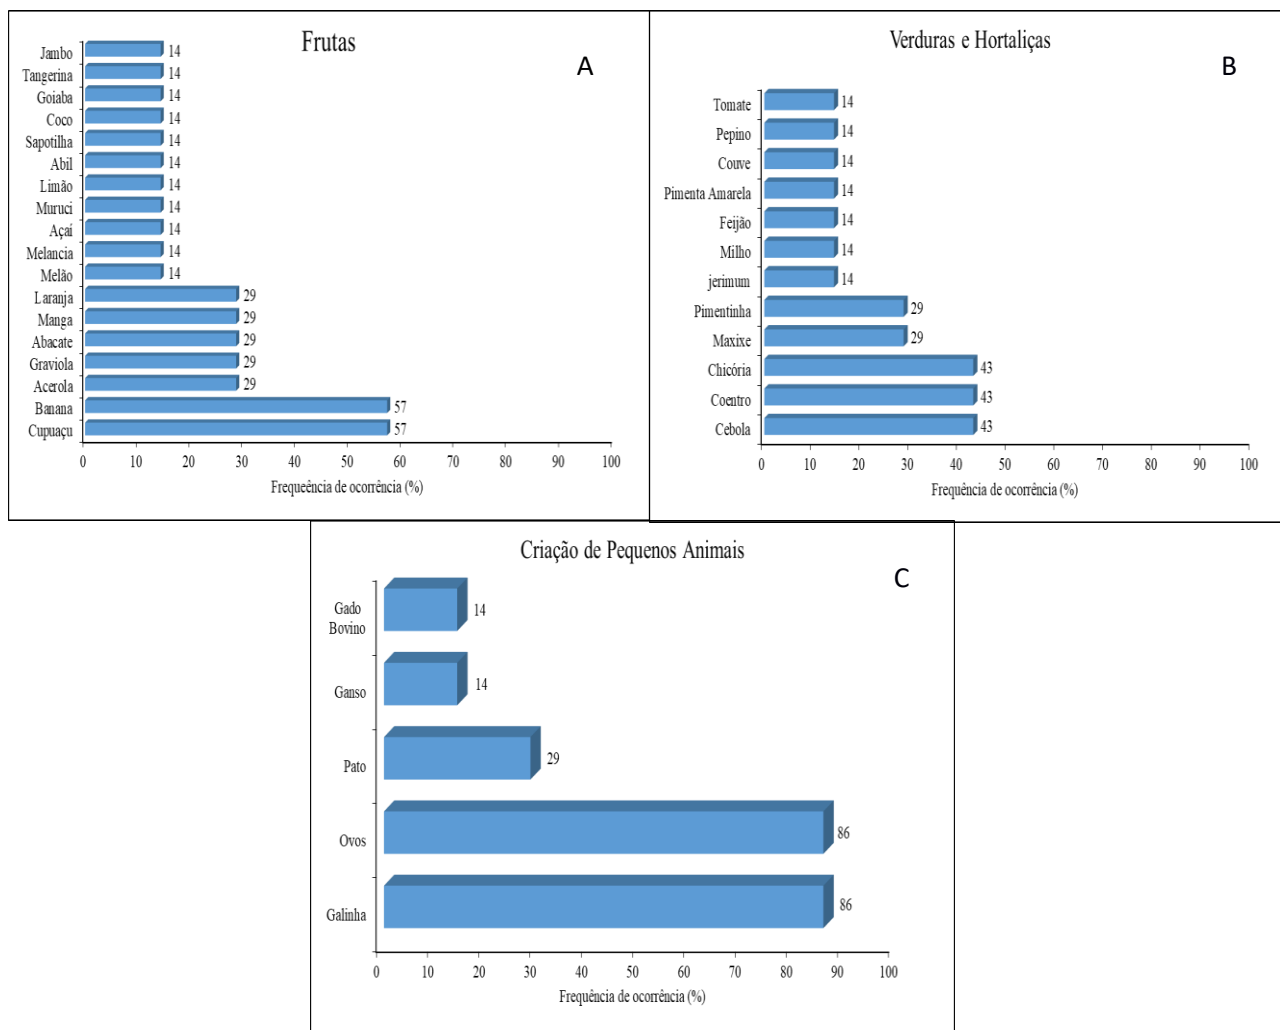 Frutas
A
Jambo 14
Tangerina 14
Goiaba 14
Coco 14
Sapotilha 14
Abil 14
Limão 14
Muruci 14
Açaí 14
Melancia 14
Melão 14
Laranja 29
Manga 29
Abacate 29
Graviola 29
Acerola 29
Banana 57
Cupuaçu 57
0 10 20 30 40 50 60 70 80 90 100
Frequeência de ocorrência (%)
Verduras e Hortaliças
B
Tomate 14
Pepino 14
Couve 14
Pimenta Amarela 14
Feijão 14
Milho 14
jerimum 14
Pimentinha 29
Maxixe 29
Chicória 43
Coentro 43
Cebola 43
0 10 20 30 40 50 60 70 80 90 100
Frequência de ocorrência (%)
Criação de Pequenos Animais
C
Gado
Bovino 14
Ganso 14
Pato 29
Ovos 86
Galinha 86
0 10 20 30 40 50 60 70 80 90 100
Frequência de ocorrência (%)